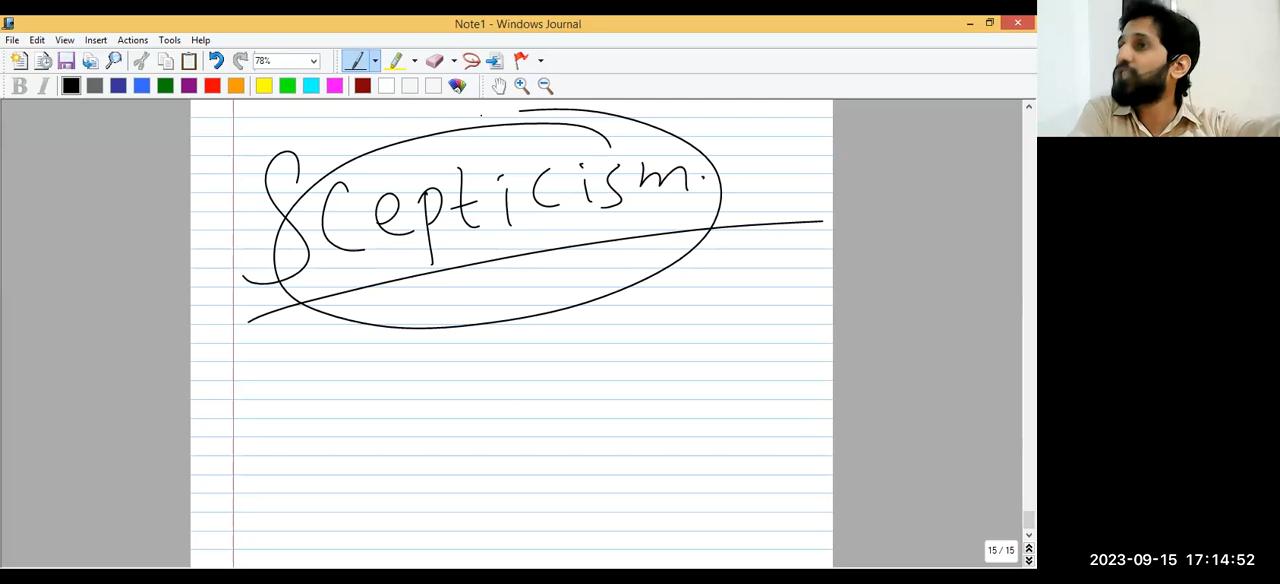 Note1 - Windows Journal
File Edit View Insert Actions Tools Help
78%
B I
Scepticism.
15 / 15
2023-09-15 17:14:52